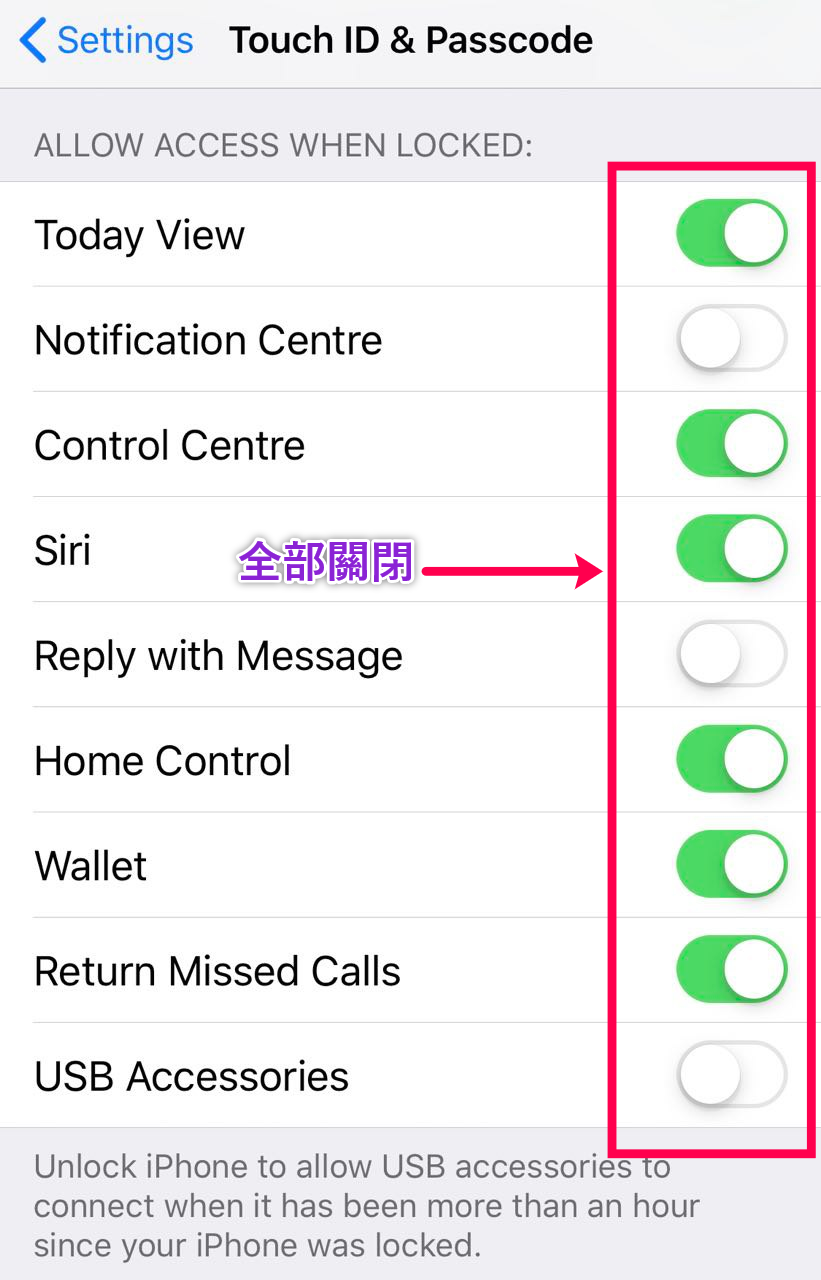 Settings Touch ID & Passcode
ALLOW ACCESS WHEN LOCKED:
Today View
Notification Centre
Control Centre
Siri
全部關閉
Reply with Message
Home Control
Wallet
Return Missed Calls
USB Accessories
Unlock iPhone to allow USB accessories to
connect when it has been more than an hour
since your iPhone was locked.